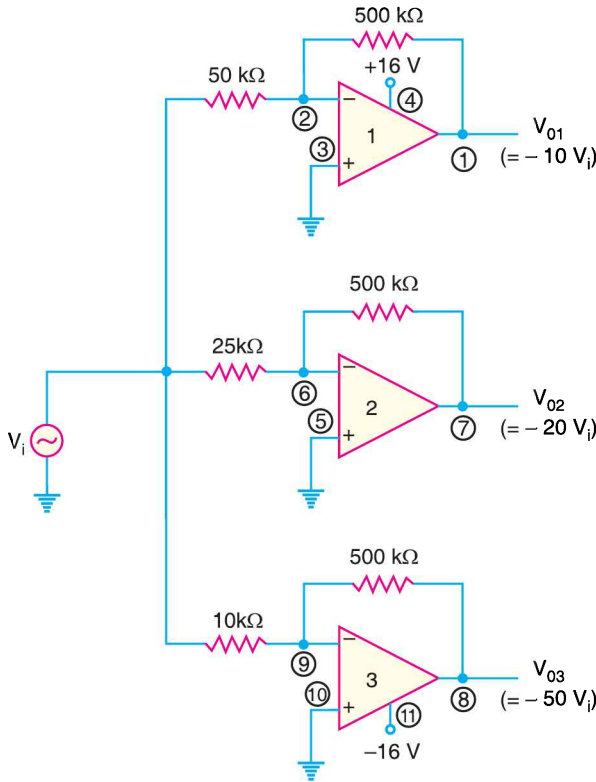 500 kΩ
+16 V
50 kΩ
④
②
−
1
③
+
①
V01
(= – 10 Vi)
500 kΩ
25kΩ
⑥
−
2
⑤
+
⑦
V02
(= – 20 Vi)
Vi
500 kΩ
10kΩ
⑨
−
3
⑩
+
⑪
⑧
V03
(= – 50 Vi)
−16 V